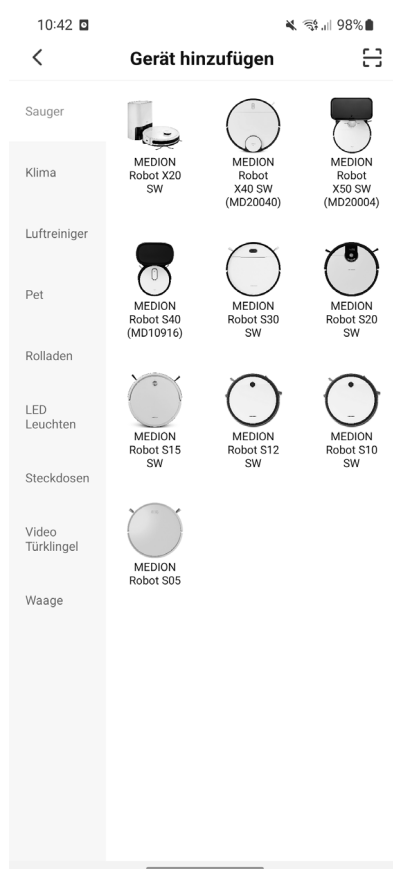 10:42
98%
Gerät hinzufügen
Sauger
Klima
Luftreiniger
Pet
Rolladen
LED
Leuchten
Steckdosen
Video
Türklingel
Waage
MEDION
Robot X20
SW
MEDION
Robot
X40 SW
(MD20040)
MEDION
Robot
X50 SW
(MD20004)
MEDION
Robot S40
(MD10916)
MEDION
Robot S30
SW
MEDION
Robot S20
SW
MEDION
Robot S15
SW
MEDION
Robot S12
SW
MEDION
Robot S10
SW
MEDION
Robot S05